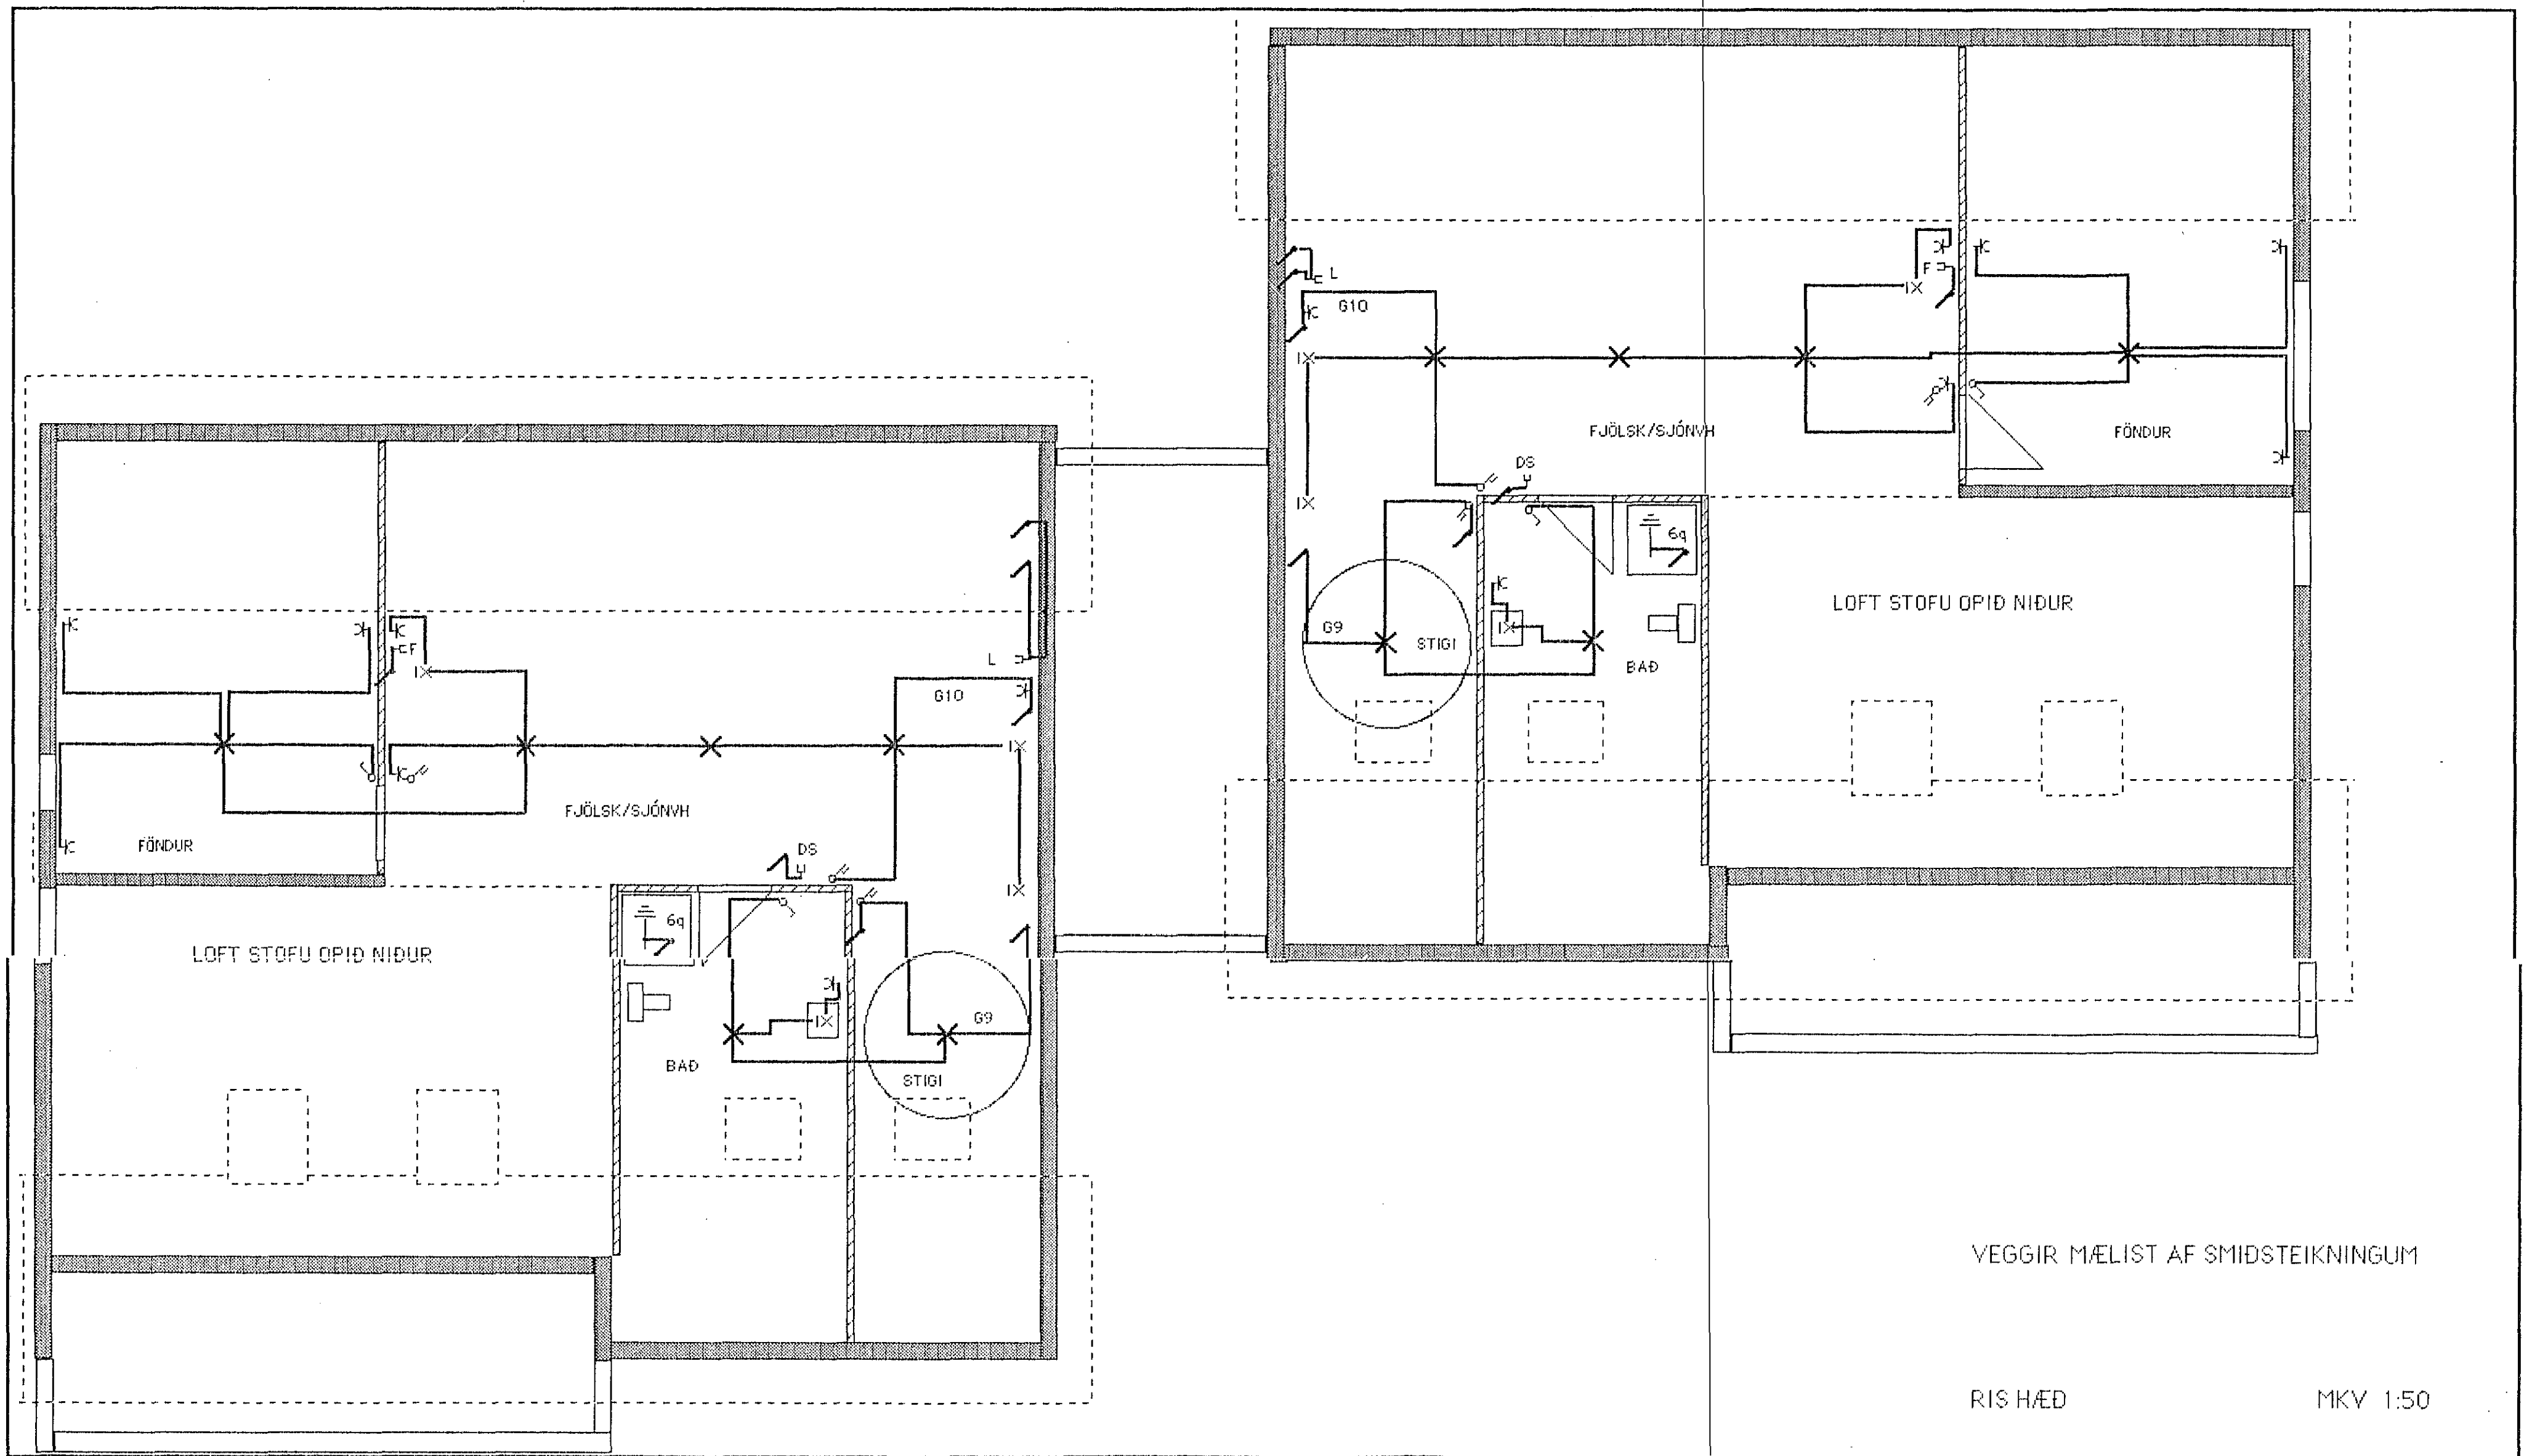 L
G10
F
FJÖLSK/SJÓNVH
FÖNDUR
DS
6q
LOFT STOFU OPIÐ NIÐUR
G9
STIGI
BAÐ
F
L
G10
FJÖLSK/SJÓNVH
FÖNDUR
DS
6q
LOFT STOFU OPIÐ NIÐUR
G9
BAÐ
STIGI
VEGGIR MÆLIST AF SMIÐSTEIKNINGUM
RIS HÆÐ
MKV 1:50